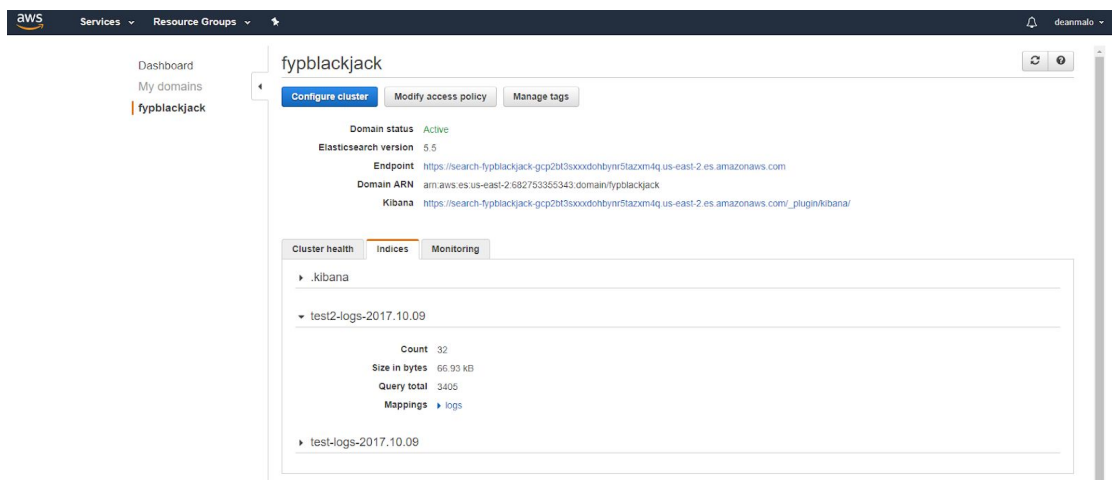 aws Services Resource Groups deanmalo
Dashboard
My domains
fypblackjack
fypblackjack
Configure cluster Modify access policy Manage tags
Domain status Active
Elasticsearch version 5.5
Endpoint https://search-fypblackjack-gcp2bt3sxxxdohbynr5tazxm4q.us-east-2.es.amazonaws.com
Domain ARN arn:aws:es:us-east-2:682753355343:domain/fypblackjack
Kibana https://search-fypblackjack-gcp2bt3sxxxdohbynr5tazxm4q.us-east-2.es.amazonaws.com/_plugin/kibana/
Cluster health Indices Monitoring
.kibana
test2-logs-2017.10.09
Count 32
Size in bytes 66.93 kB
Query total 3405
Mappings logs
test-logs-2017.10.09